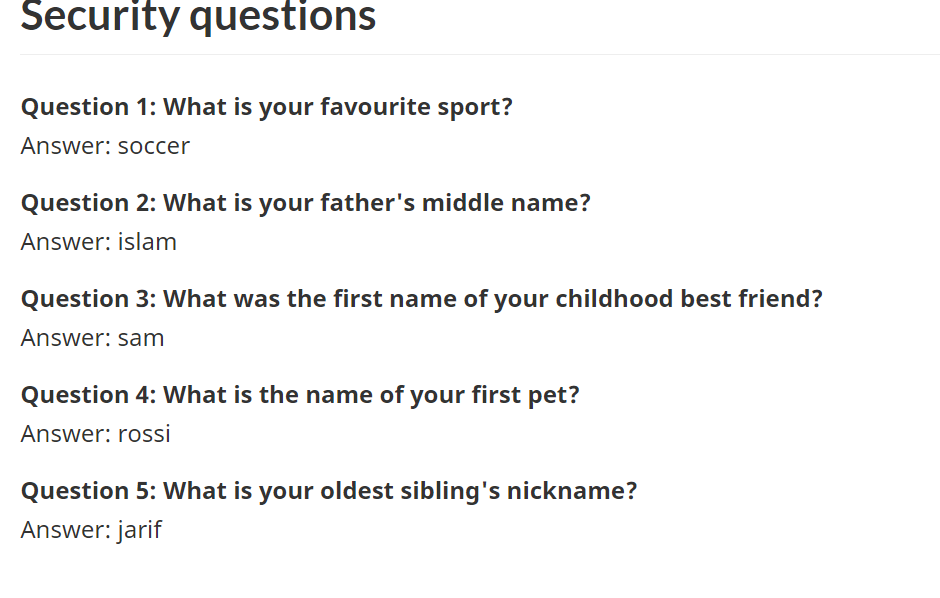 Security questions
Question 1: What is your favourite sport?
Answer: soccer
Question 2: What is your father's middle name?
Answer: islam
Question 3: What was the first name of your childhood best friend?
Answer: sam
Question 4: What is the name of your first pet?
Answer: rossi
Question 5: What is your oldest sibling's nickname?
Answer: jarif